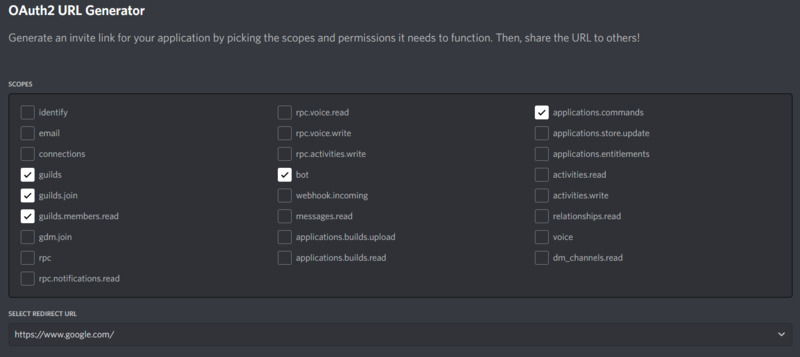 OAuth2 URL Generator
Generate an invite link for your application by picking the scopes and permissions it needs to function. Then, share the URL to others!
SCOPES
identify
email
connections
guilds
guilds.join
guilds.members.read
gdm.join
rpc
rpc.notifications.read
rpc.voice.read
rpc.voice.write
rpc.activities.write
bot
webhook.incoming
messages.read
applications.builds.upload
applications.builds.read
applications.commands
applications.store.update
applications.entitlements
activities.read
activities.write
relationships.read
voice
dm_channels.read
SELECT REDIRECT URL
https://www.google.com/